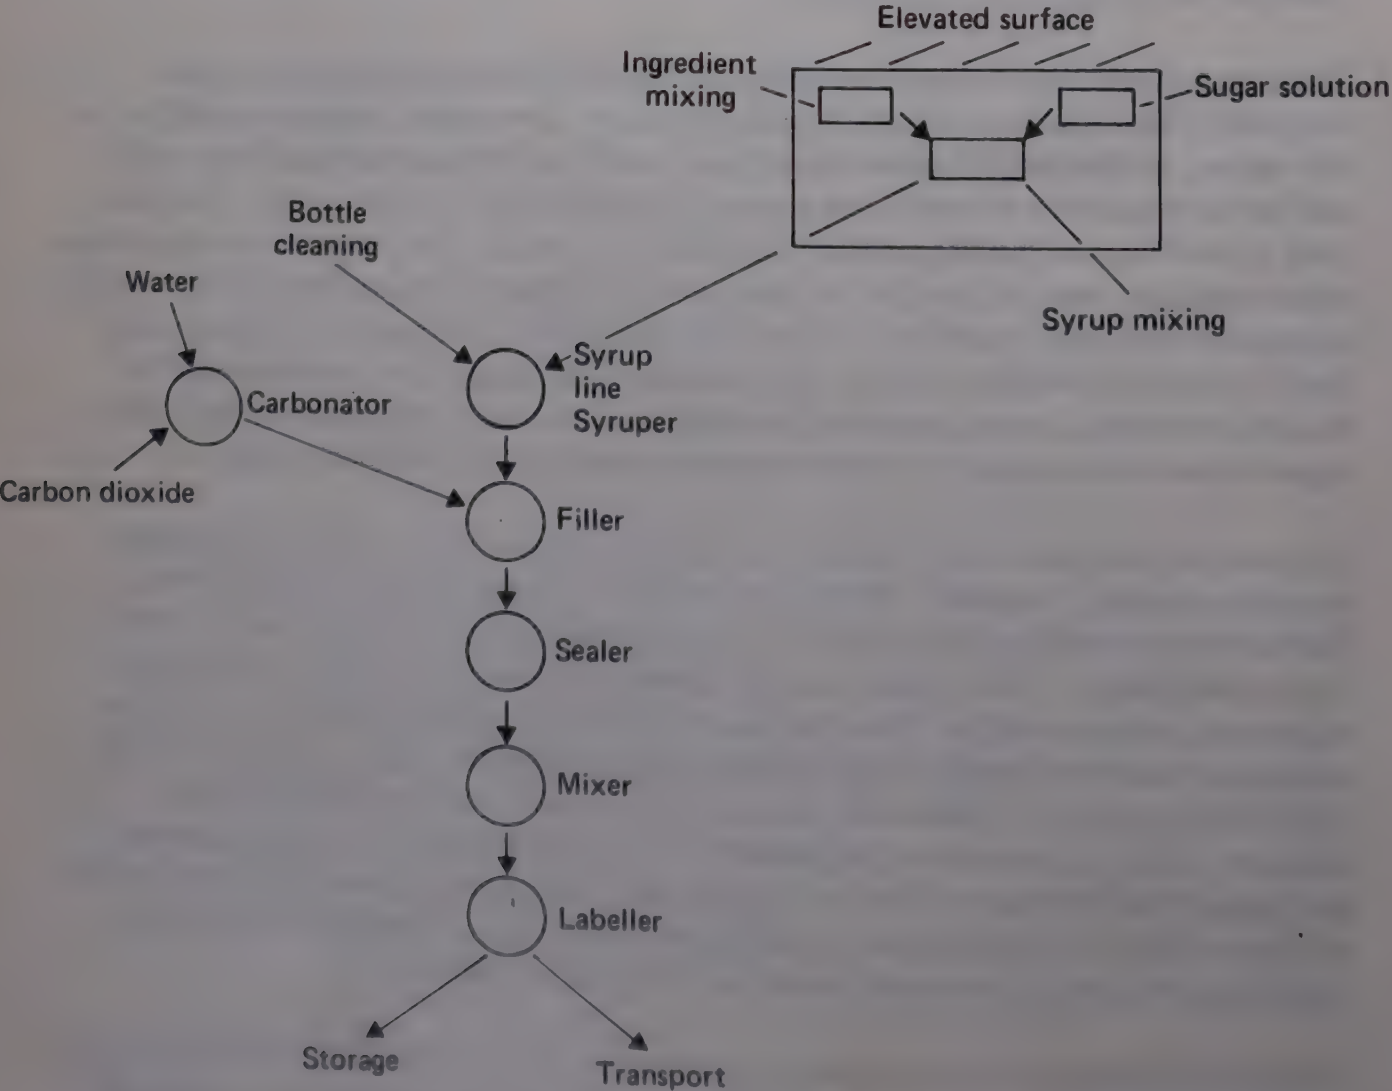 Elevated surface
Ingredient
mixing
Sugar solution
Bottle
cleaning
Water
Syrup mixing
Syrup
line
Syruper
Carbonator
Carbon dioxide
Filler
Sealer
Mixer
Labeller
Storage
Transport